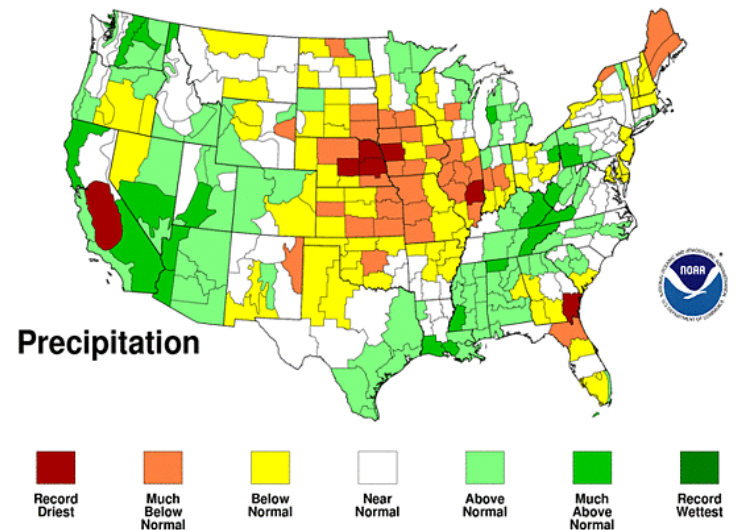 NOAA
Precipitation
Record
Driest
Much
Below
Normal
Below
Normal
Near
Normal
Above
Normal
Much
Above
Normal
Record
Wettest